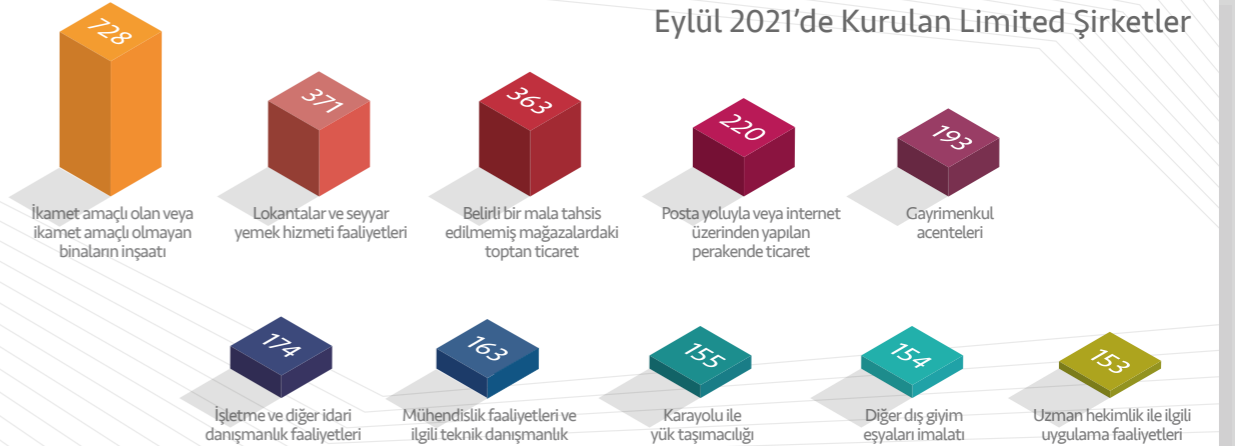 Eylül 2021'de Kurulan Limited Şirketler
728
İkamet amaçlı olan veya
ikamet amaçlı olmayan
binaların inşaatı
371
Lokantalar ve seyyar
yemek hizmeti faaliyetleri
363
Belirli bir mala tahsis
edilmemiş mağazalardaki
toptan ticaret
220
Posta yoluyla veya internet
üzerinden yapılan
perakende ticaret
193
Gayrimenkul
acenteleri
174
İşletme ve diğer idari
danışmanlık faaliyetleri
163
Mühendislik faaliyetleri ve
ilgili teknik danışmanlık
155
Karayolu ile
yük taşımacılığı
154
Diğer dış giyim
eşyaları imalatı
153
Uzman hekimlik ile ilgili
uygulama faaliyetleri